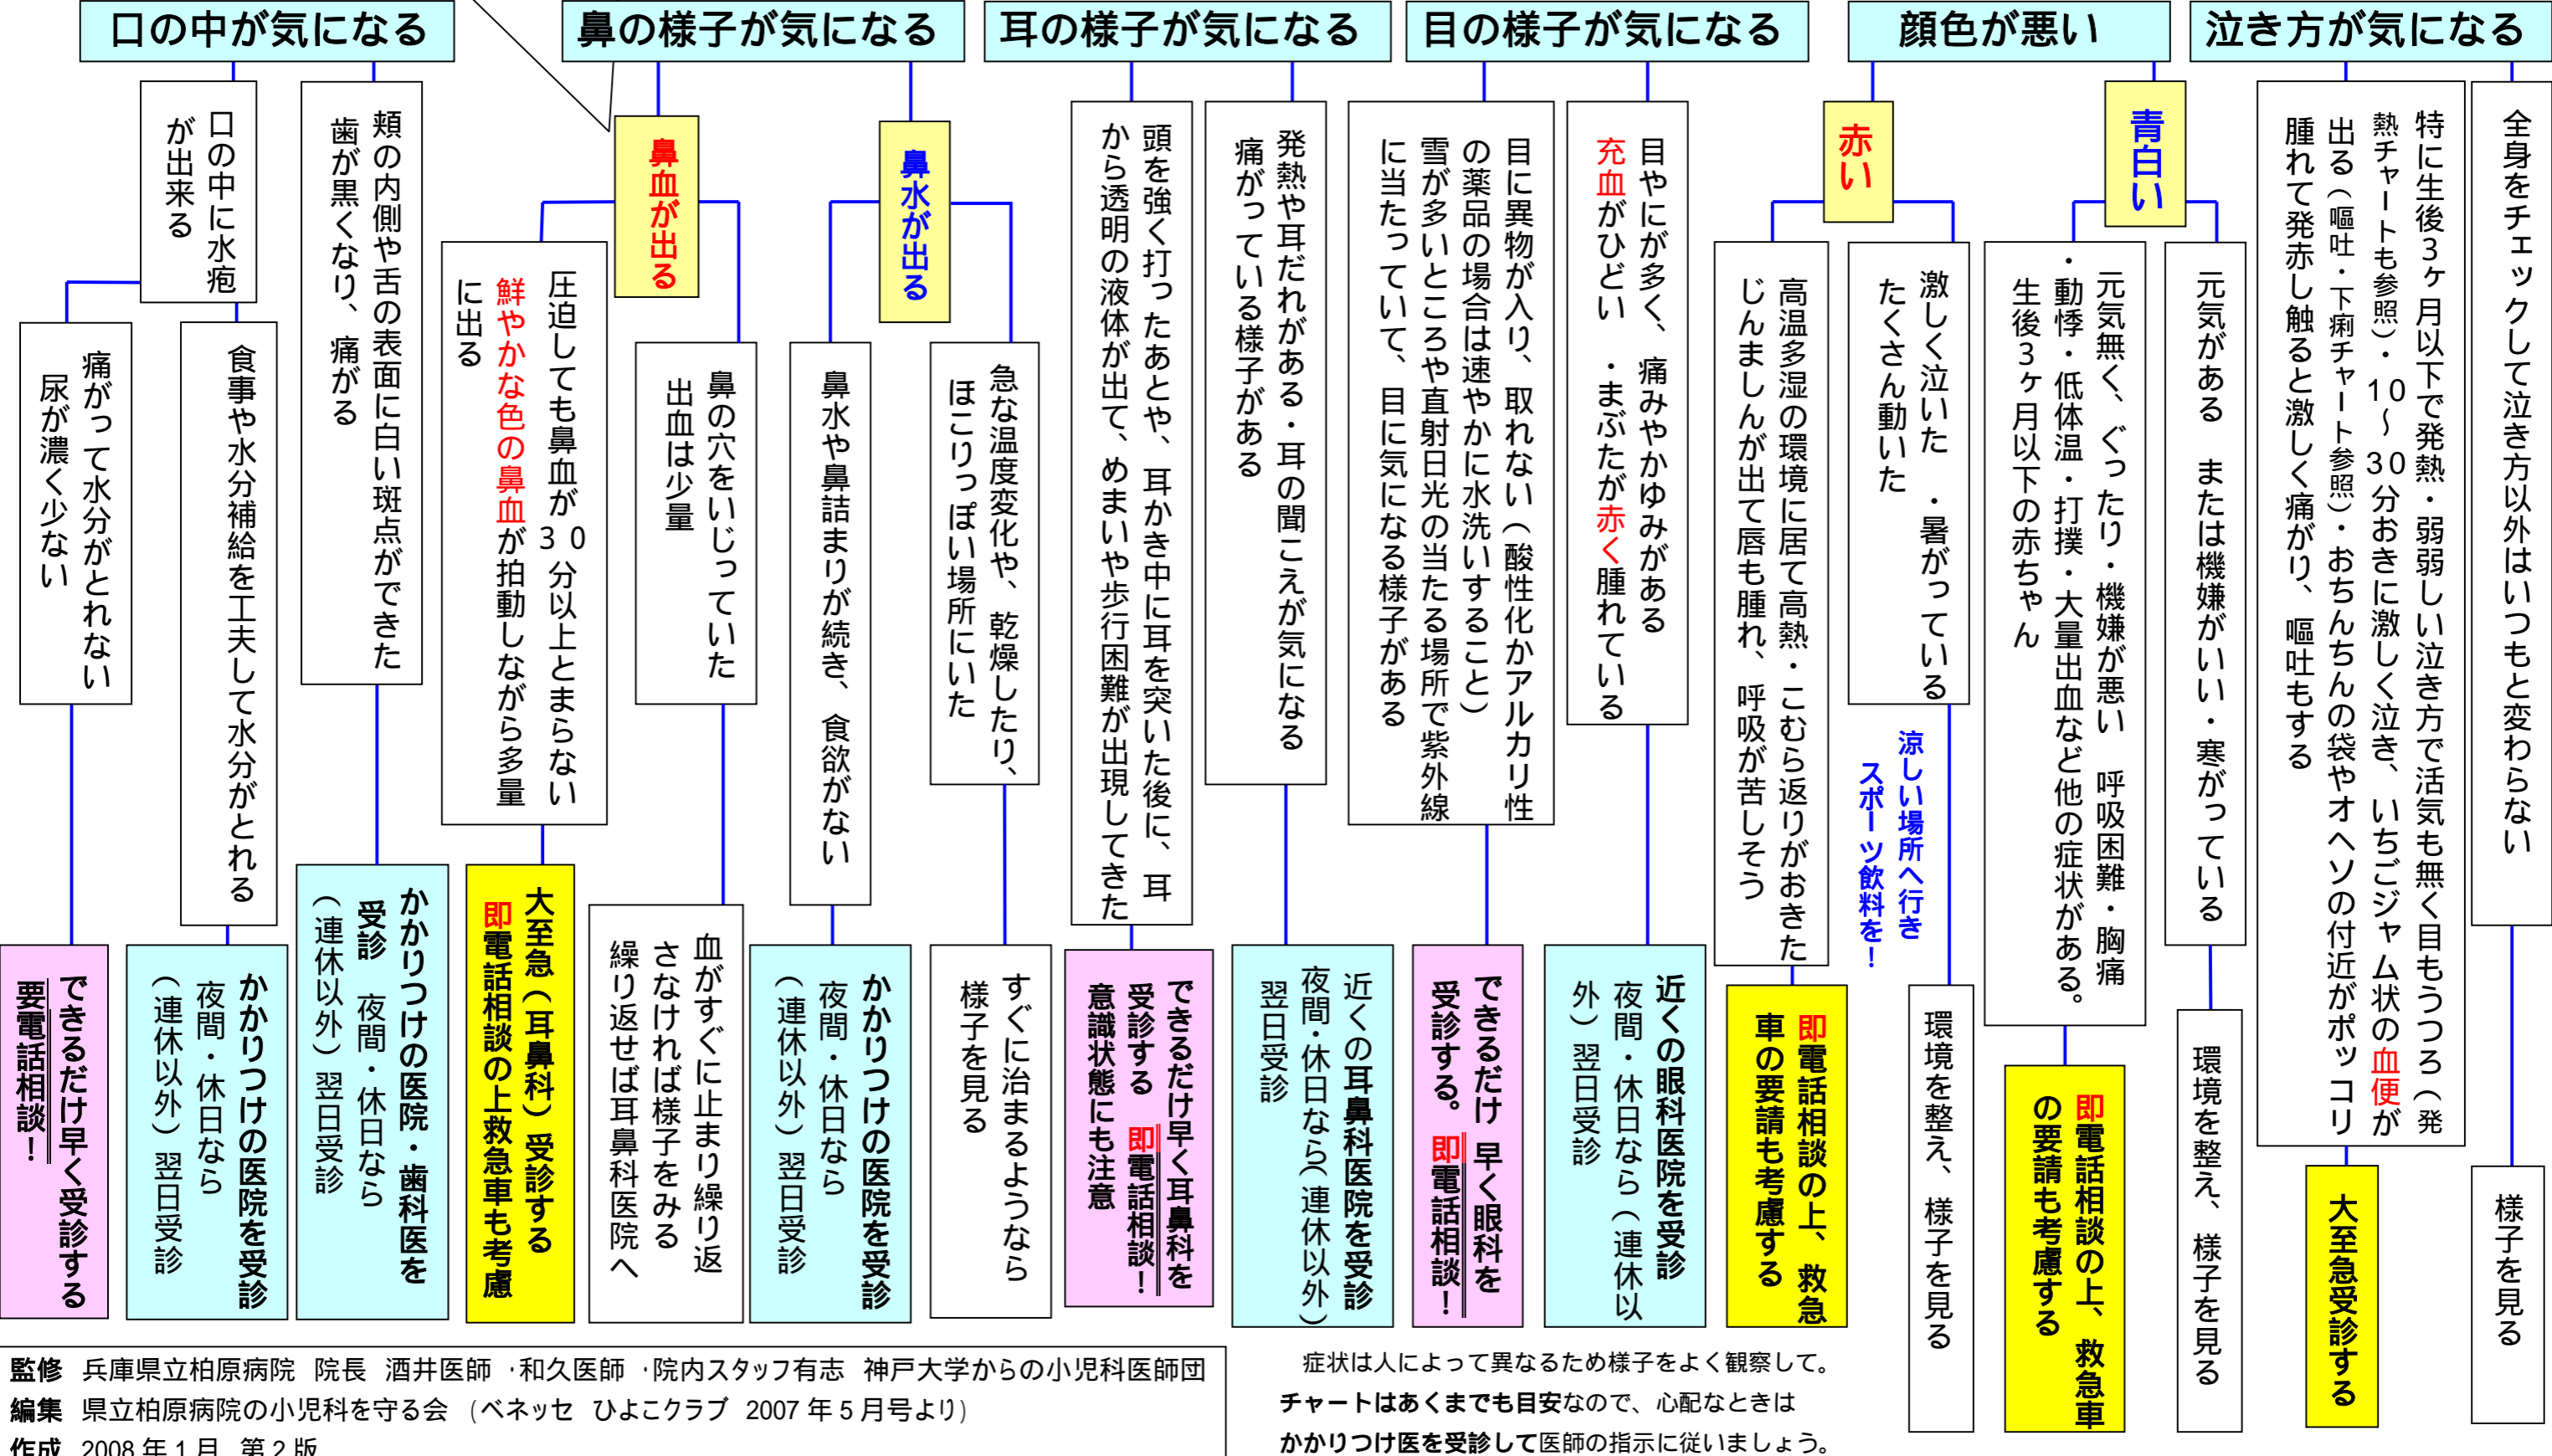 口の中が気になる
鼻の様子が気になる
耳の様子が気になる
目の様子が気になる
顔色が悪い
泣き方が気になる
全身をチェックして泣き方以外はいつもと変わらない
様子を見る
特に生後3ヶ月以下で発熱・弱弱しい泣き方で活気も無く目もうつろ（発
熱チャートも参照）・10～30分おきに激しく泣き、いちごジャム状の血便が
出る（嘔吐・下痢チャート参照）・おちんちんの袋やオヘソの付近がポッコリ
腫れて発赤し触ると激しく痛がり、嘔吐もする
大至急受診する
青白い
元気がある　または機嫌がいい・寒がっている
環境を整え、様子を見る
元気無く、ぐったり・機嫌が悪い　呼吸困難・胸痛
・動悸・低体温・打撲・大量出血など他の症状がある。
生後3ヶ月以下の赤ちゃん
即電話相談の上、救急車
の要請も考慮する
赤い
激しく泣いた　・暑がっている
たくさん動いた
涼しい場所へ行き
スポーツ飲料を！
環境を整え、様子を見る
高温多湿の環境に居て高熱・こむら返りがおきた
じんましんが出て唇も腫れ、呼吸が苦しそう
即電話相談の上、救急
車の要請も考慮する
目やにが多く、痛みやかゆみがある
充血がひどい　・まぶたが赤く腫れている
近くの眼科医院を受診
夜間・休日なら（連休以
外）翌日受診
目に異物が入り、取れない（酸性化かアルカリ性
の薬品の場合は速やかに水洗いすること）
雪が多いところや直射日光の当たる場所で紫外線
に当たっていて、目に気になる様子がある
できるだけ 早く眼科を
受診する。即電話相談！
発熱や耳だれがある・耳の聞こえが気になる
痛がっている様子がある
近くの耳鼻科医院を受診
夜間・休日なら（連休以外）
翌日受診
頭を強く打ったあとや、耳かき中に耳を突いた後に、耳
から透明の液体が出て、めまいや歩行困難が出現してきた
できるだけ早く耳鼻科を
受診する　即電話相談！
意識状態にも注意
鼻水が出る
急な温度変化や、乾燥したり、
ほこりっぽい場所にいた
すぐに治まるようなら
様子を見る
鼻水や鼻詰まりが続き、食欲がない
かかりつけの医院を受診
夜間・休日なら
（連休以外）翌日受診
鼻血が出る
鼻の穴をいじっていた
出血は少量
血がすぐに止まり繰り返
さなければ様子をみる
繰り返せば耳鼻科医院へ
圧迫しても鼻血が30分以上とまらない
鮮やかな色の鼻血が拍動しながら多量
に出る
大至急（耳鼻科）受診する
即電話相談の上救急車も考慮
頬の内側や舌の表面に白い斑点ができた
歯が黒くなり、痛がる
かかりつけの医院・歯科医を
受診　夜間・休日なら
（連休以外）翌日受診
口の中に水疱
が出来る
食事や水分補給を工夫して水分がとれる
かかりつけの医院を受診
夜間・休日なら
（連休以外）翌日受診
痛がって水分がとれない
尿が濃く少ない
できるだけ早く受診する
要電話相談！
監修　兵庫県立柏原病院　院長　酒井医師　・和久医師　・院内スタッフ有志　神戸大学からの小児科医師団
編集　県立柏原病院の小児科を守る会　（ベネッセ　ひよこクラブ　2007年5月号より）
作成　2008年1月　第2版
症状は人によって異なるため様子をよく観察して。
チャートはあくまでも目安なので、心配なときは
かかりつけ医を受診して医師の指示に従いましょう。